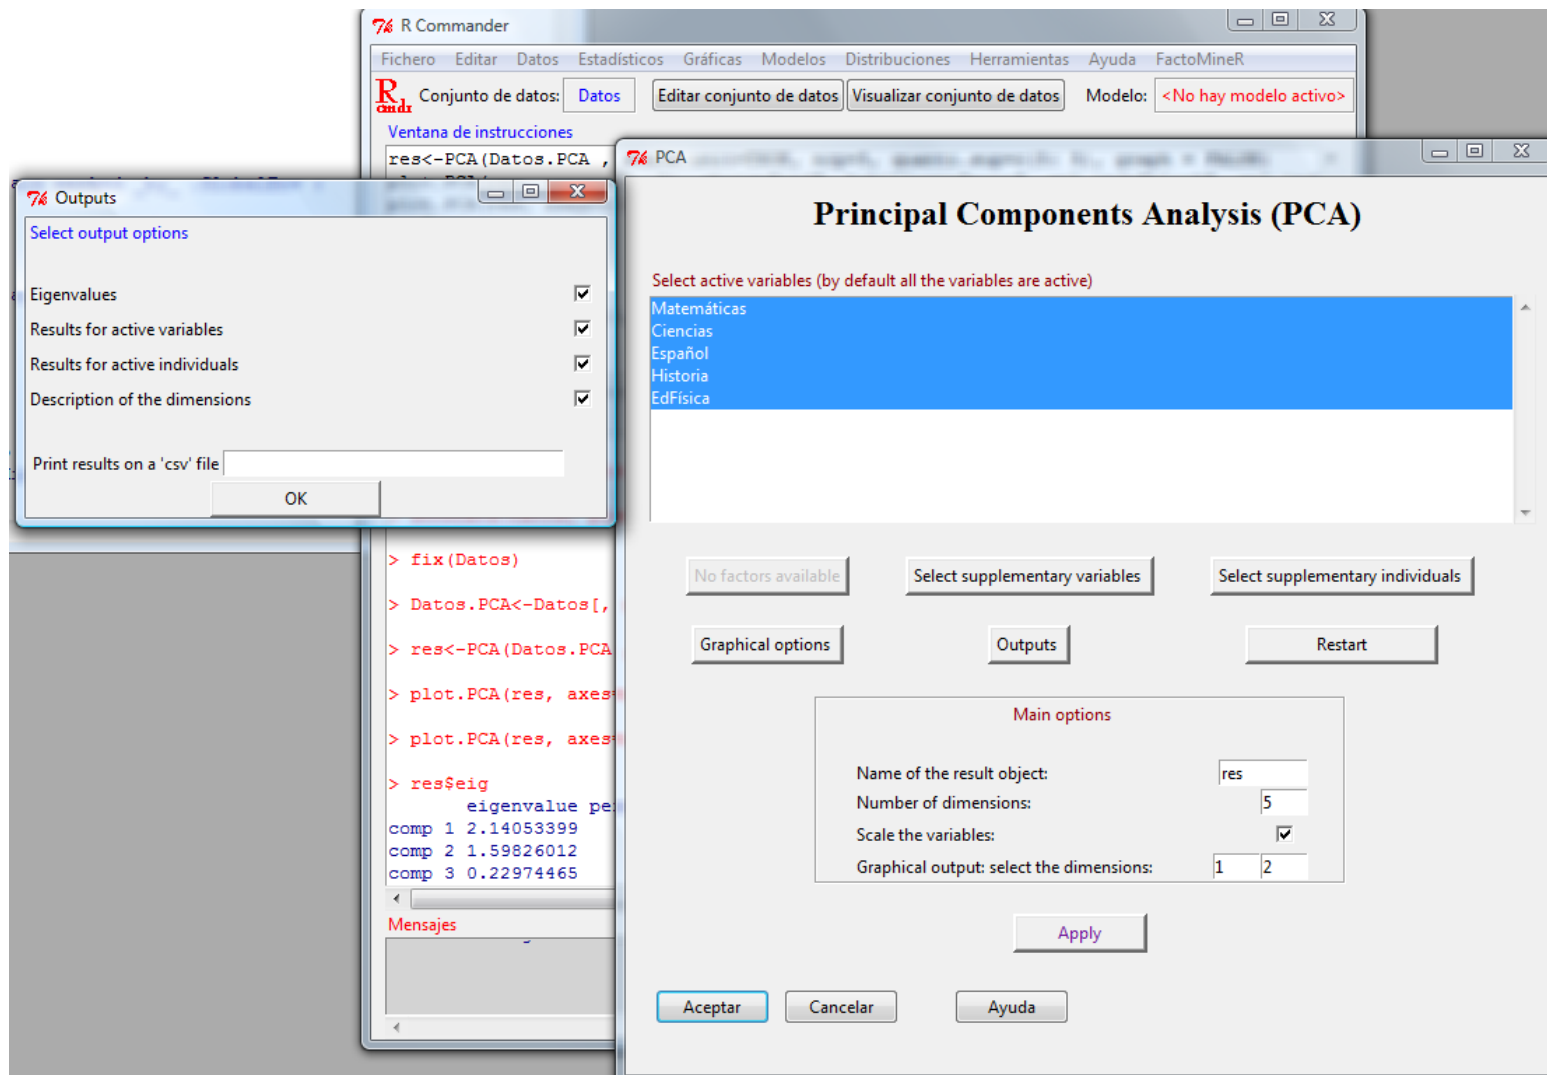 R Commander
Fichero Editar Datos Estadísticos Gráficas Modelos Distribuciones Herramientas Ayuda FactoMineR
R cmdr Conjunto de datos: Datos Editar conjunto de datos Visualizar conjunto de datos Modelo: <No hay modelo activo>
Ventana de instrucciones
res<-PCA(Datos.PCA ,
Outputs
Select output options
Eigenvalues
Results for active variables
Results for active individuals
Description of the dimensions
Print results on a 'csv' file
OK
> fix(Datos)
> Datos.PCA<-Datos[,
> res<-PCA(Datos.PCA
> plot.PCA(res, axes
> plot.PCA(res, axes
> res$eig
eigenvalue pe
comp 1 2.14053399
comp 2 1.59826012
comp 3 0.22974465
Mensajes
PCA
Principal Components Analysis (PCA)
Select active variables (by default all the variables are active)
Matemáticas
Ciencias
Español
Historia
EdFísica
No factors available Select supplementary variables Select supplementary individuals
Graphical options Outputs Restart
Main options
Name of the result object: res
Number of dimensions: 5
Scale the variables:
Graphical output: select the dimensions: 1 2
Apply
Aceptar Cancelar Ayuda